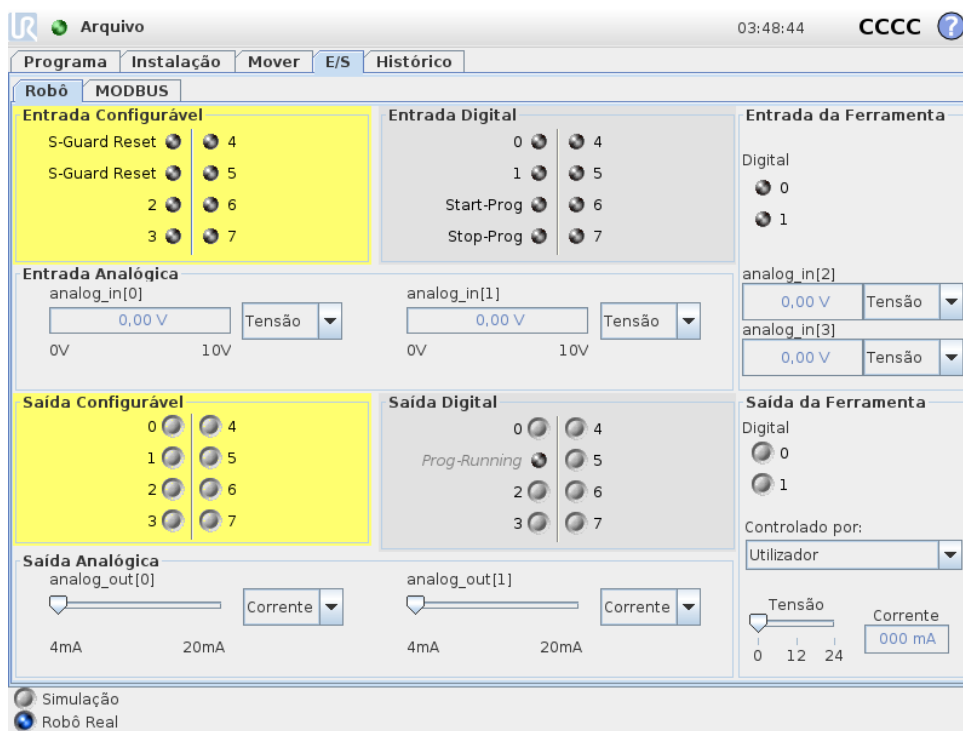 UR Arquivo 03:48:44 CCCC ?
Programa Instalação Mover E/S Histórico
Robô MODBUS
Entrada Configurável
S-Guard Reset 4
S-Guard Reset 5
2 6
3 7
Entrada Digital
0 4
1 5
Start-Prog 6
Stop-Prog 7
Entrada da Ferramenta
Digital
0
1
Entrada Analógica
analog_in[0]
0,00 V Tensão
0V 10V
analog_in[1]
0,00 V Tensão
0V 10V
analog_in[2]
0,00 V Tensão
analog_in[3]
0,00 V Tensão
Saída Configurável
0 4
1 5
2 6
3 7
Saída Digital
0 4
Prog-Running 5
2 6
3 7
Saída da Ferramenta
Digital
0
1
Controlado por:
Utilizador
Tensão
0 12 24
Corrente
000 mA
Saída Analógica
analog_out[0]
Corrente
4mA 20mA
analog_out[1]
Corrente
4mA 20mA
Simulação
Robô Real